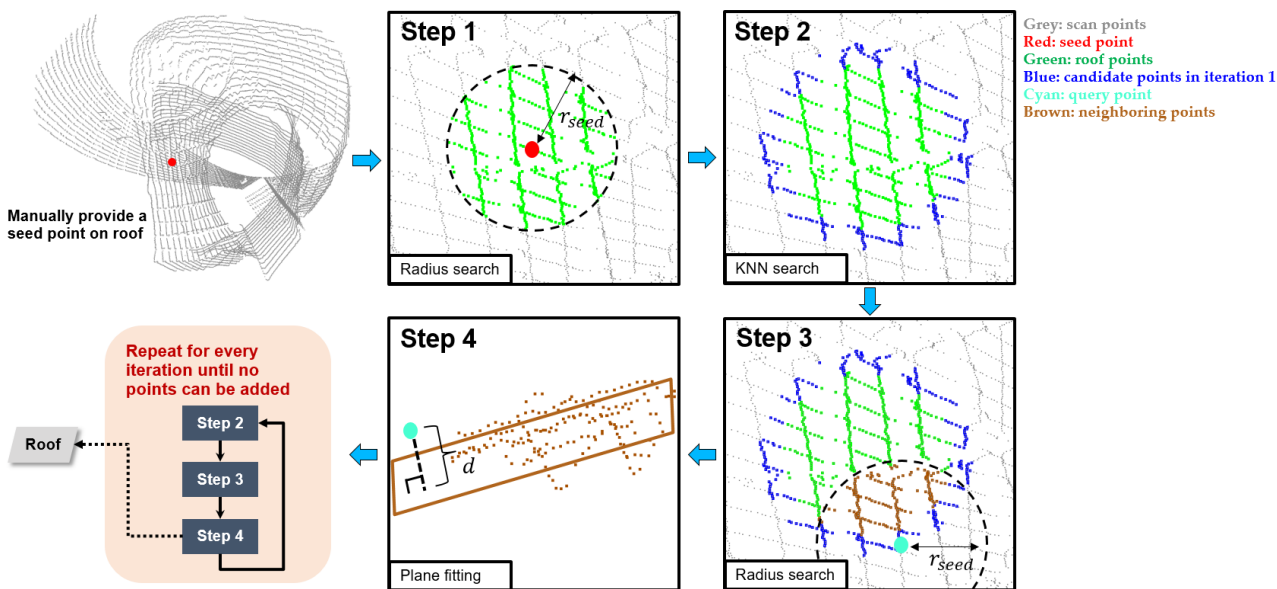 Manually provide a
seed point on roof
Step 1
r_seed
Radius search
Step 2
KNN search
Grey: scan points
Red: seed point
Green: roof points
Blue: candidate points in iteration 1
Cyan: query point
Brown: neighboring points
Step 3
r_seed
Radius search
Step 4
d
Plane fitting
Repeat for every
iteration until no
points can be added
Step 2
Step 3
Step 4
Roof